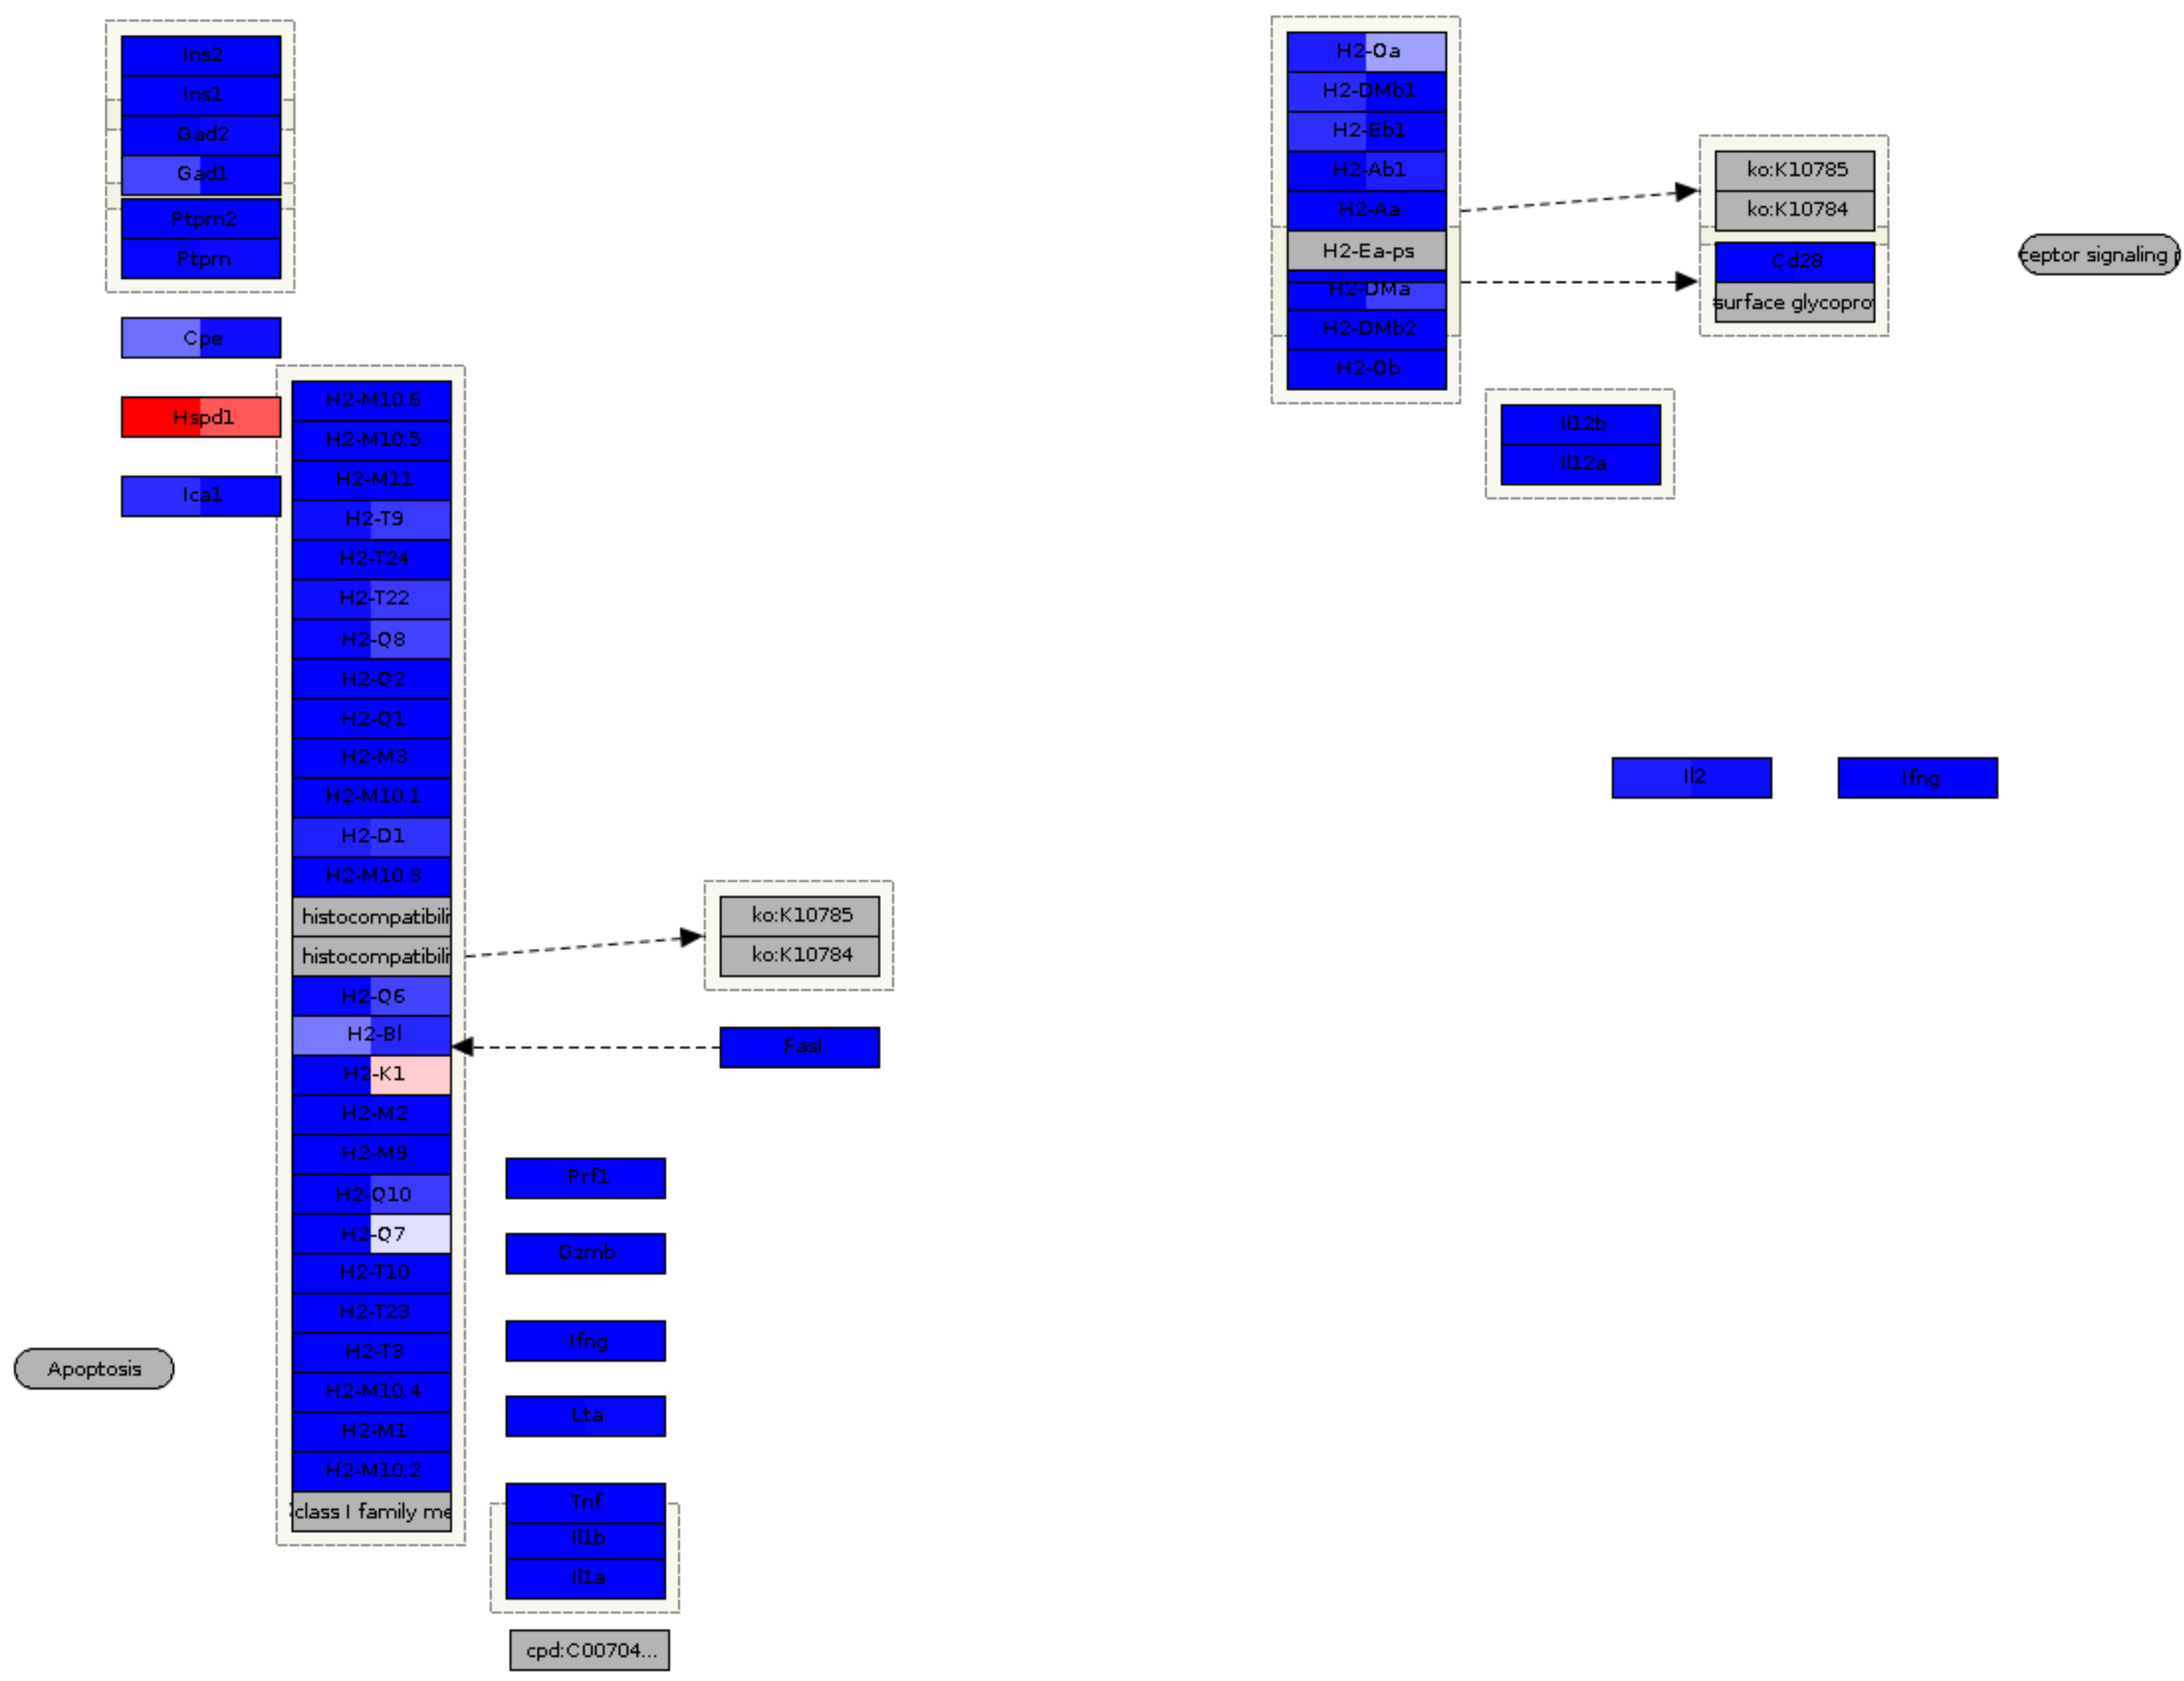 Ins2
Ins1
Gad2
Gad1
Ptprn2
Ptprn
Cpe
Hspd1
Ica1
H2-M10.6
H2-M10.5
H2-M11
H2-T9
H2-T24
H2-T22
H2-Q8
H2-Q2
H2-Q1
H2-M3
H2-M10.1
H2-D1
H2-M10.3
histocompatibili
histocompatibili
H2-Q6
H2-Bl
H2-K1
H2-M2
H2-M9
H2-Q10
H2-Q7
H2-T10
H2-T23
H2-T3
H2-M10.4
H2-M1
H2-M10.2
class I family me
Apoptosis
ko:K10785
ko:K10784
Fasl
Prf1
Gzmb
Ifng
Lta
Tnf
Il1b
Il1a
cpd:C00704...
H2-Oa
H2-DMb1
H2-Eb1
H2-Ab1
H2-Aa
H2-Ea-ps
H2-DMa
H2-DMb2
H2-Ob
ko:K10785
ko:K10784
Cd28
surface glycopro
ceptor signaling p
Il12b
Il12a
Il2
Ifng